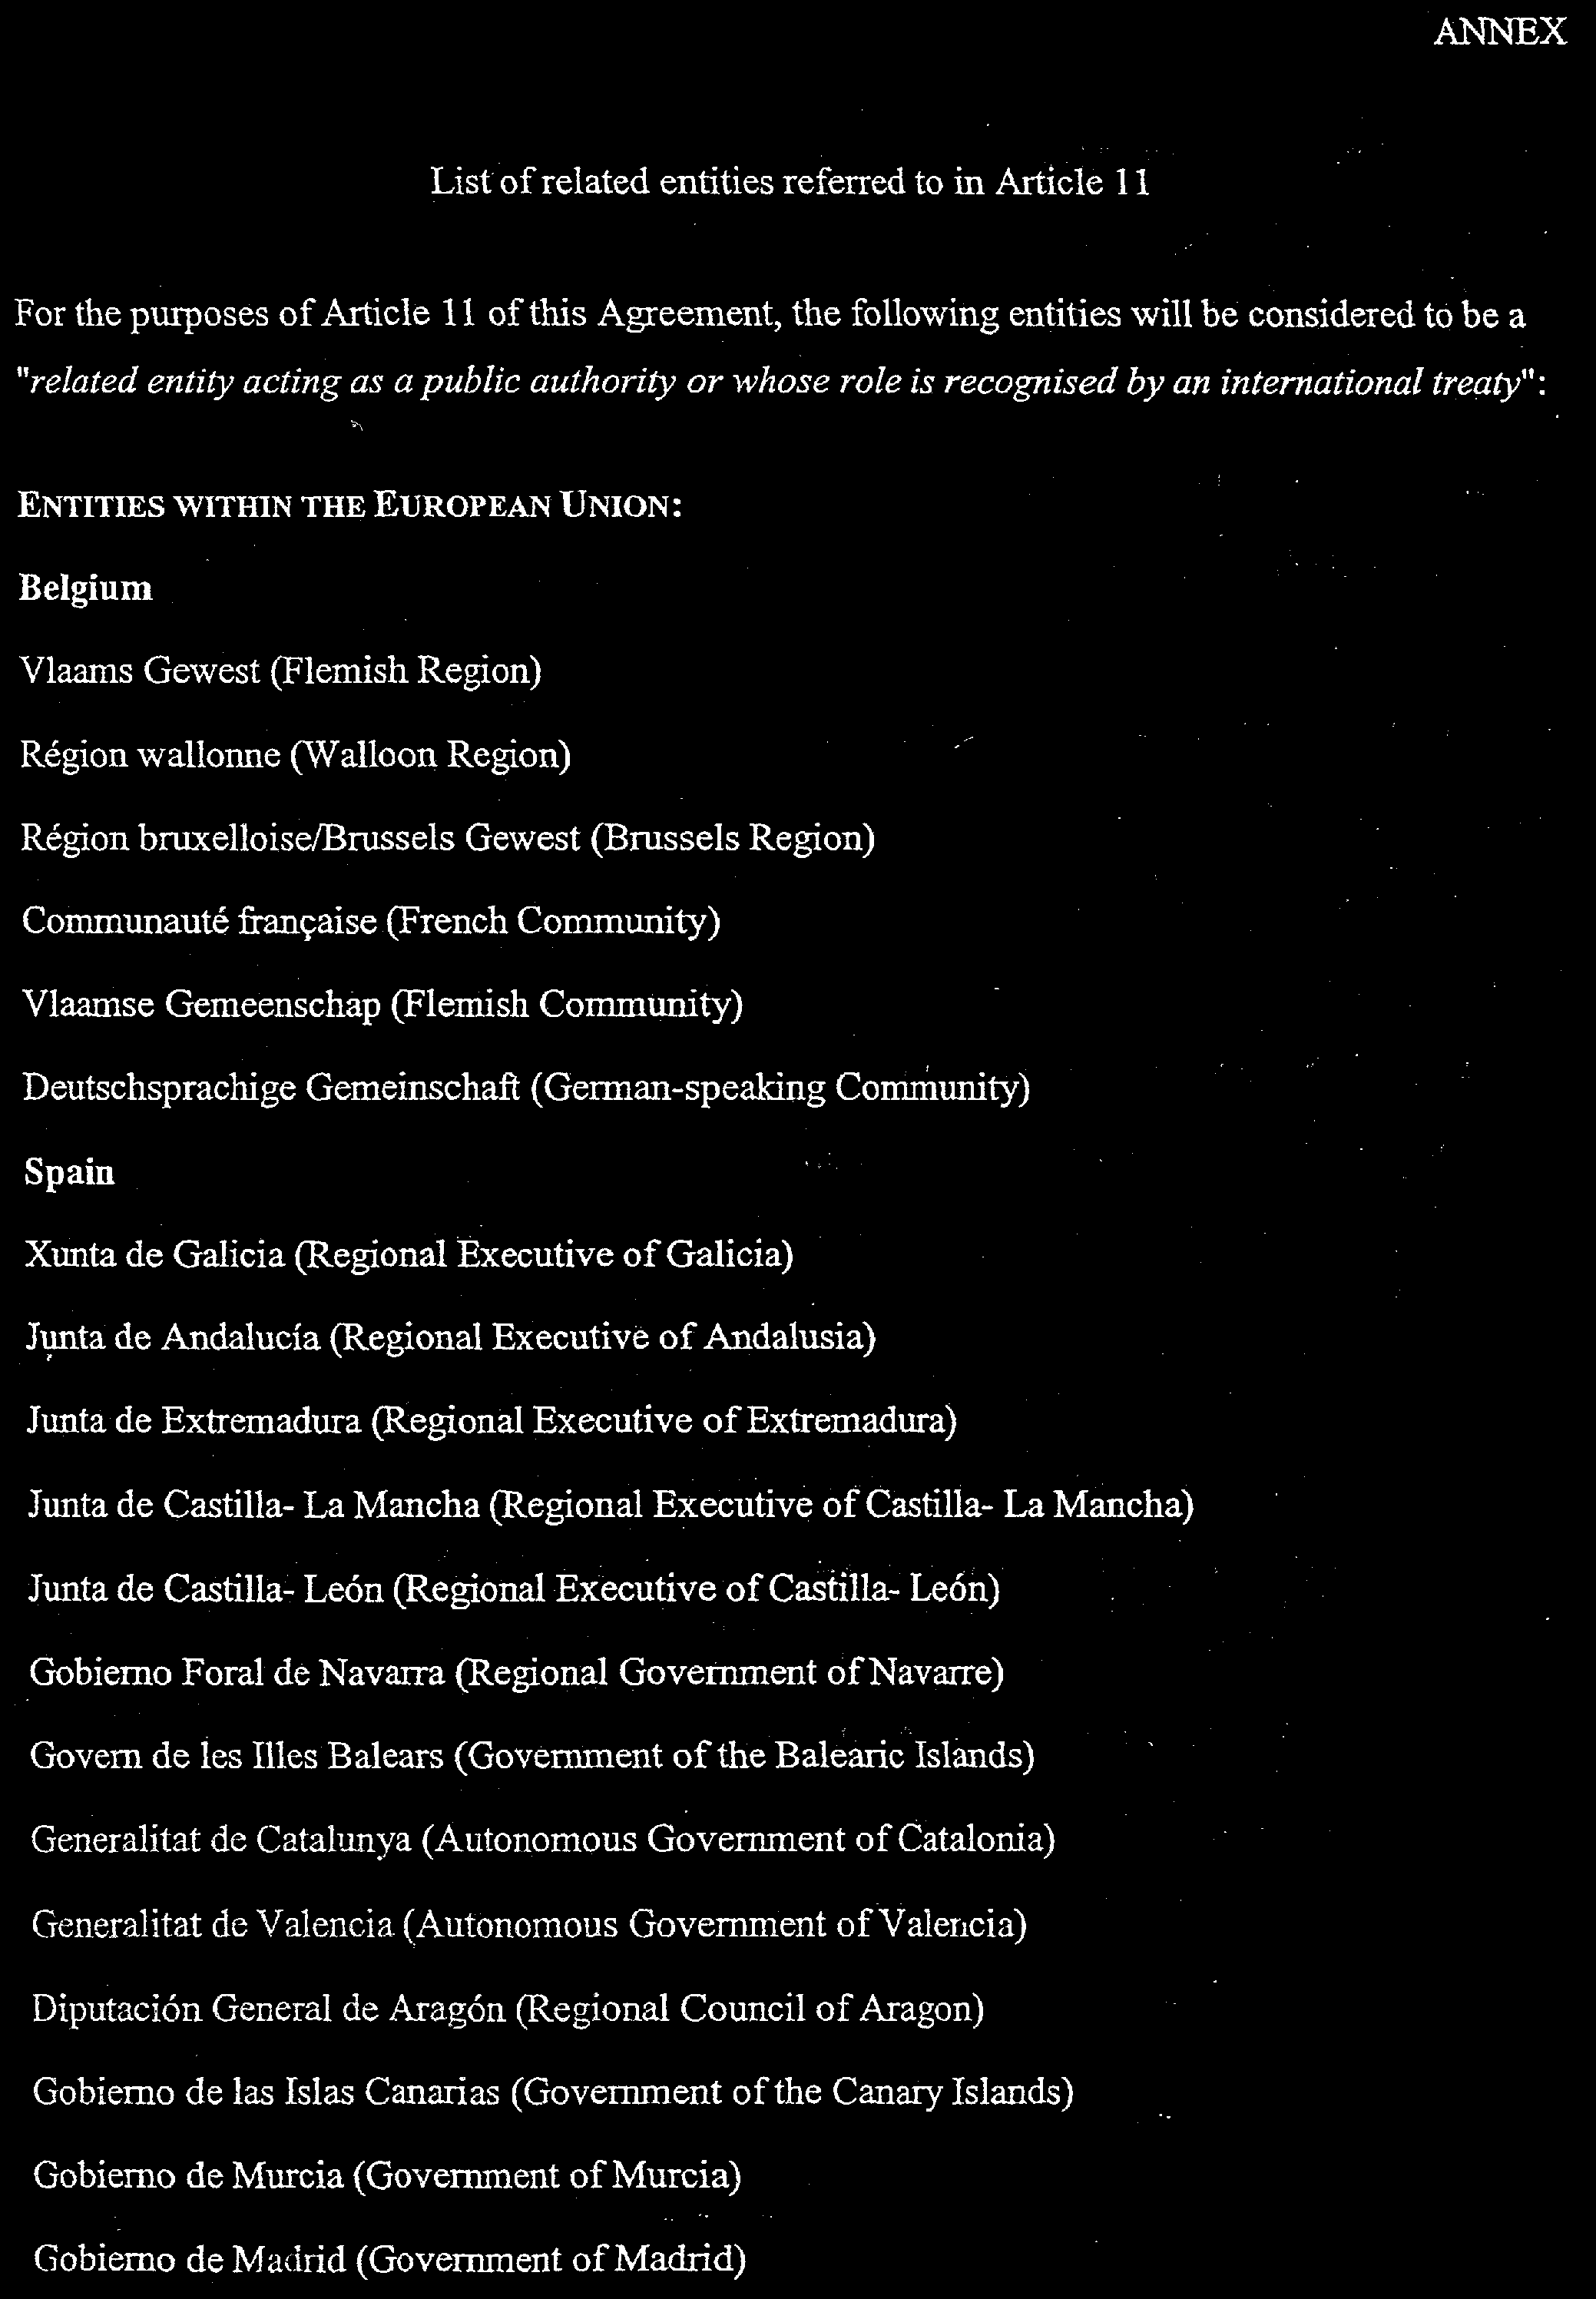 ANNEX
List of related entities referred to in Article 11
For the purposes of Article 11 of this Agreement, the following entities will be considered to be a
"related entity acting as a public authority or whose role is recognised by an international treaty":
ENTITIES WITHIN THE EUROPEAN UNION:
Belgium
Vlaams Gewest (Flemish Region)
Région wallonne (Walloon Region)
Région bruxelloise/Brussels Gewest (Brussels Region)
Communauté française (French Community)
Vlaamse Gemeenschap (Flemish Community)
Deutschsprachige Gemeinschaft (German-speaking Community)
Spain
Xunta de Galicia (Regional Executive of Galicia)
Junta de Andalucía (Regional Executive of Andalusia)
Junta de Extremadura (Regional Executive of Extremadura)
Junta de Castilla- La Mancha (Regional Executive of Castilla- La Mancha)
Junta de Castilla- León (Regional Executive of Castilla- León)
Gobierno Foral de Navarra (Regional Government of Navarre)
Govern de les Illes Balears (Government of the Balearic Islands)
Generalitat de Catalunya (Autonomous Government of Catalonia)
Generalitat de Valencia (Autonomous Government of Valencia)
Diputación General de Aragón (Regional Council of Aragon)
Gobierno de las Islas Canarias (Government of the Canary Islands)
Gobierno de Murcia (Government of Murcia)
Gobierno de Madrid (Government of Madrid)